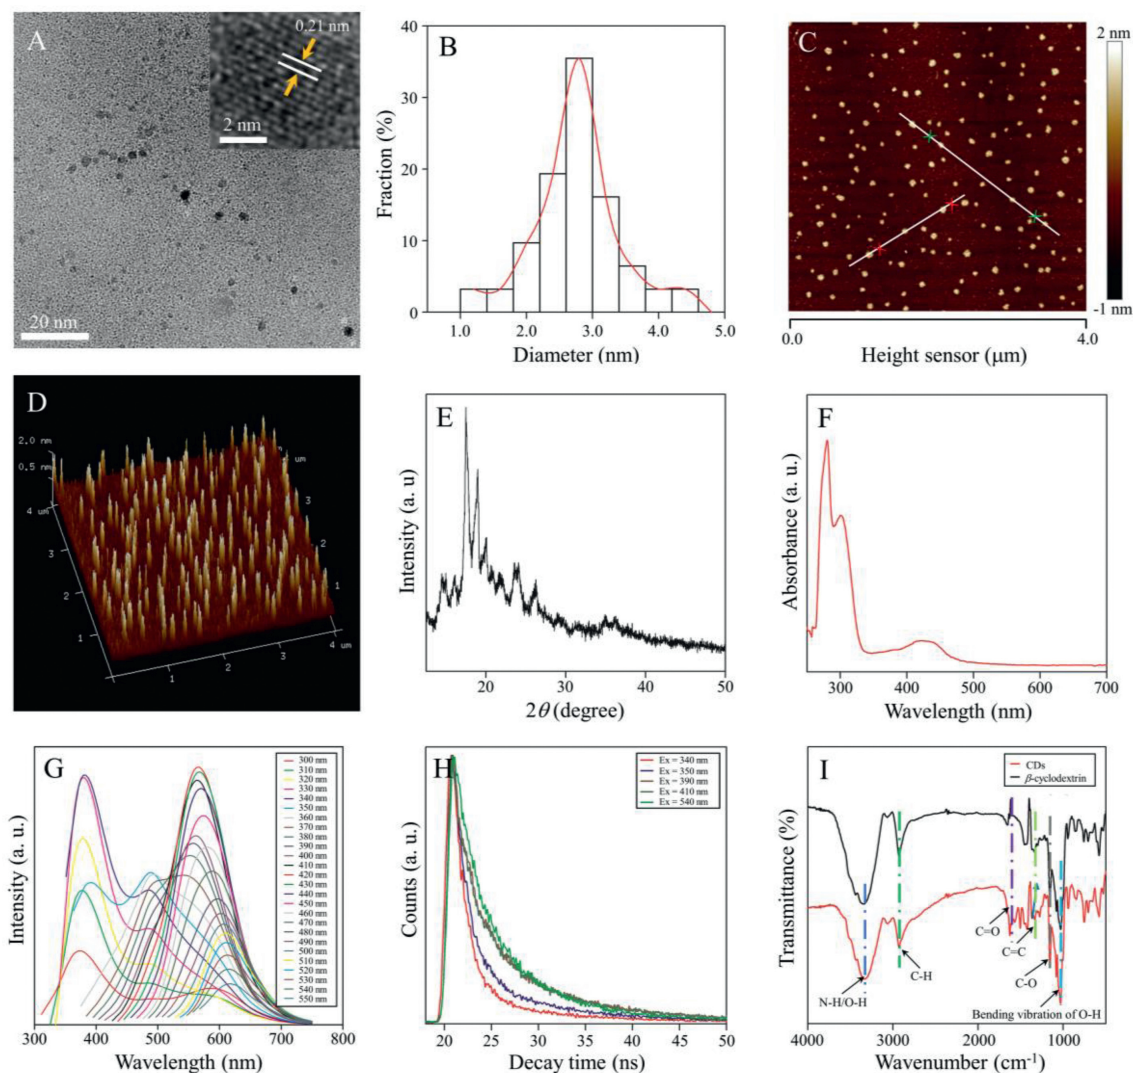 A
0.21 nm
2 nm
20 nm
B
Fraction (%)
40
30
20
10
0
1.0 2.0 3.0 4.0 5.0
Diameter (nm)
C
2 nm
-1 nm
0.0 4.0
Height sensor (μm)
D
2.0 nm
0.5 nm
4 um
3
2
1
1
2
3
4 um
1
2
3
um
E
Intensity (a. u)
20 30 40 50
2θ (degree)
F
Absorbance (a. u.)
300 400 500 600 700
Wavelength (nm)
G
Intensity (a. u.)
300 400 500 600 700 800
Wavelength (nm)
300 nm
310 nm
320 nm
330 nm
340 nm
350 nm
360 nm
370 nm
380 nm
390 nm
400 nm
410 nm
420 nm
430 nm
440 nm
450 nm
460 nm
470 nm
480 nm
490 nm
500 nm
510 nm
520 nm
530 nm
540 nm
550 nm
H
Counts (a. u.)
Ex = 340 nm
Ex = 350 nm
Ex = 390 nm
Ex = 410 nm
Ex = 540 nm
20 25 30 35 40 45 50
Decay time (ns)
I
CDs
β-cyclodextrin
Transmittance (%)
C=O
C=C
C-H
C-O
N-H/O-H
Bending vibration of O-H
4000 3000 2000 1000
Wavenumber (cm-1)